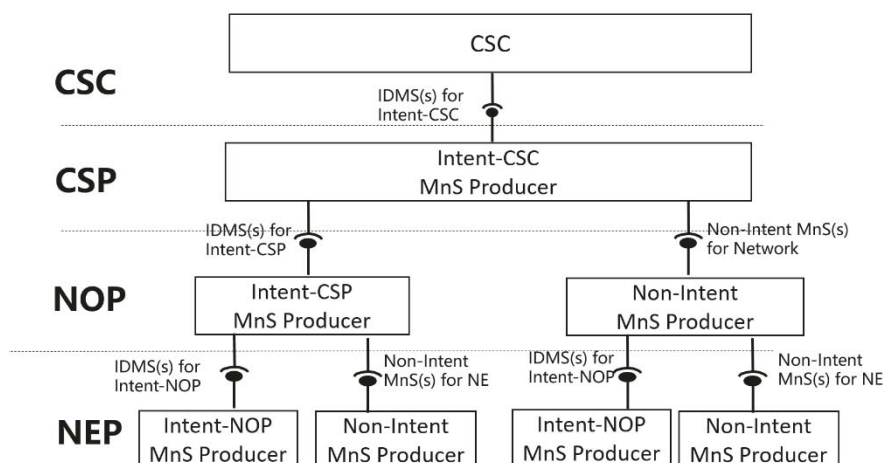 CSC
CSC
IDMS(s) for
Intent-CSC
CSP
Intent-CSC
MnS Producer
IDMS(s) for
Intent-CSP
Non-Intent MnS(s)
for Network
NOP
Intent-CSP
MnS Producer
Non-Intent
MnS Producer
IDMS(s) for
Intent-NOP
Non-Intent
MnS(s) for NE
IDMS(s) for
Intent-NOP
Non-Intent
MnS(s) for NE
NEP
Intent-NOP
MnS Producer
Non-Intent
MnS Producer
Intent-NOP
MnS Producer
Non-Intent
MnS Producer